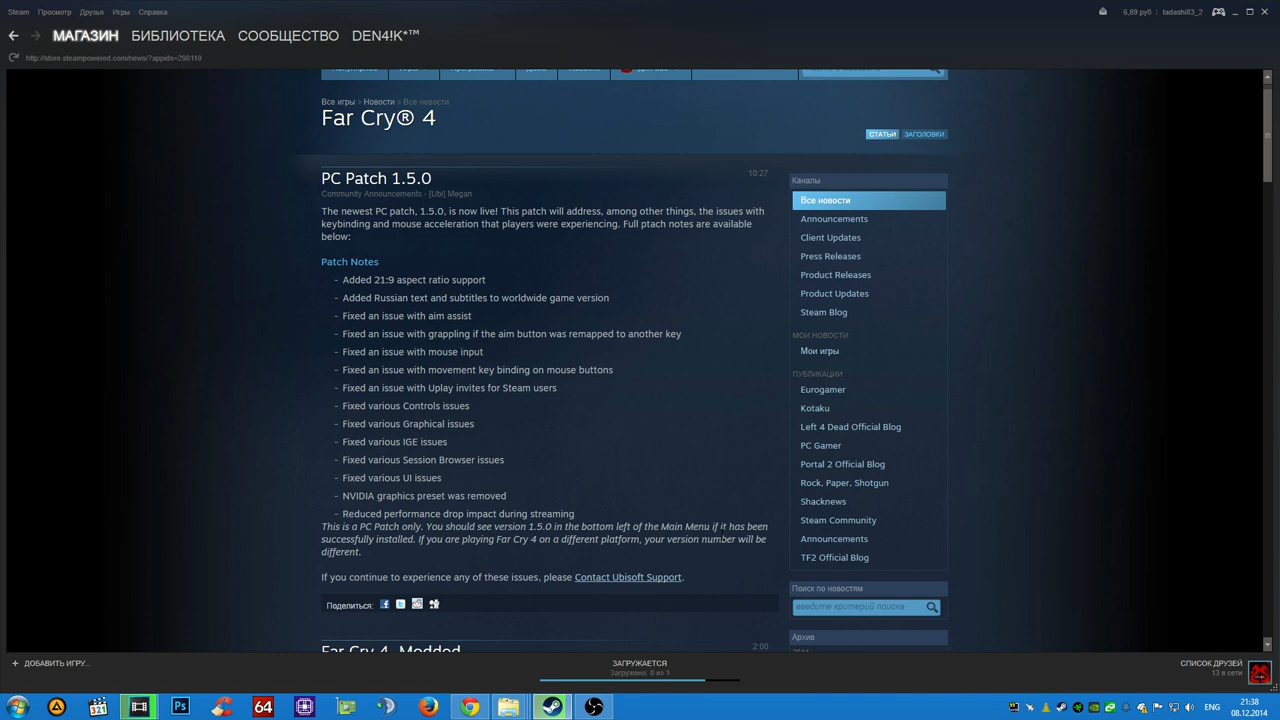 Steam Просмотр Друзья Игры Справка
6,89 руб tadashi83_2
МАГАЗИН БИБЛИОТЕКА СООБЩЕСТВО DEN4!K*™
http://store.steampowered.com/news/?appids=298110
Все игры > Новости > Все новости
Far Cry® 4
СТАТЬИ ЗАГОЛОВКИ
PC Patch 1.5.0
10:27
Community Announcements - [Ubi] Megan
The newest PC patch, 1.5.0, is now live! This patch will address, among other things, the issues with
keybinding and mouse acceleration that players were experiencing. Full ptach notes are available
below:
Patch Notes
- Added 21:9 aspect ratio support
- Added Russian text and subtitles to worldwide game version
- Fixed an issue with aim assist
- Fixed an issue with grappling if the aim button was remapped to another key
- Fixed an issue with mouse input
- Fixed an issue with movement key binding on mouse buttons
- Fixed an issue with Uplay invites for Steam users
- Fixed various Controls issues
- Fixed various Graphical issues
- Fixed various IGE issues
- Fixed various Session Browser issues
- Fixed various UI issues
- NVIDIA graphics preset was removed
- Reduced performance drop impact during streaming
This is a PC Patch only. You should see version 1.5.0 in the bottom left of the Main Menu if it has been
successfully installed. If you are playing Far Cry 4 on a different platform, your version number will be
different.
If you continue to experience any of these issues, please Contact Ubisoft Support.
Поделиться:
Far Cry 4, Modded
2:00
Каналы
Все новости
Announcements
Client Updates
Press Releases
Product Releases
Product Updates
Steam Blog
МОИ НОВОСТИ
Мои игры
ПУБЛИКАЦИИ
Eurogamer
Kotaku
Left 4 Dead Official Blog
PC Gamer
Portal 2 Official Blog
Rock, Paper, Shotgun
Shacknews
Steam Community
Announcements
TF2 Official Blog
Поиск по новостям
введите критерий поиска
Архив
+ ДОБАВИТЬ ИГРУ...
ЗАГРУЖАЕТСЯ
Загружено: 0 из 1
СПИСОК ДРУЗЕЙ
13 в сети
Ps
64
21:38
08.12.2014